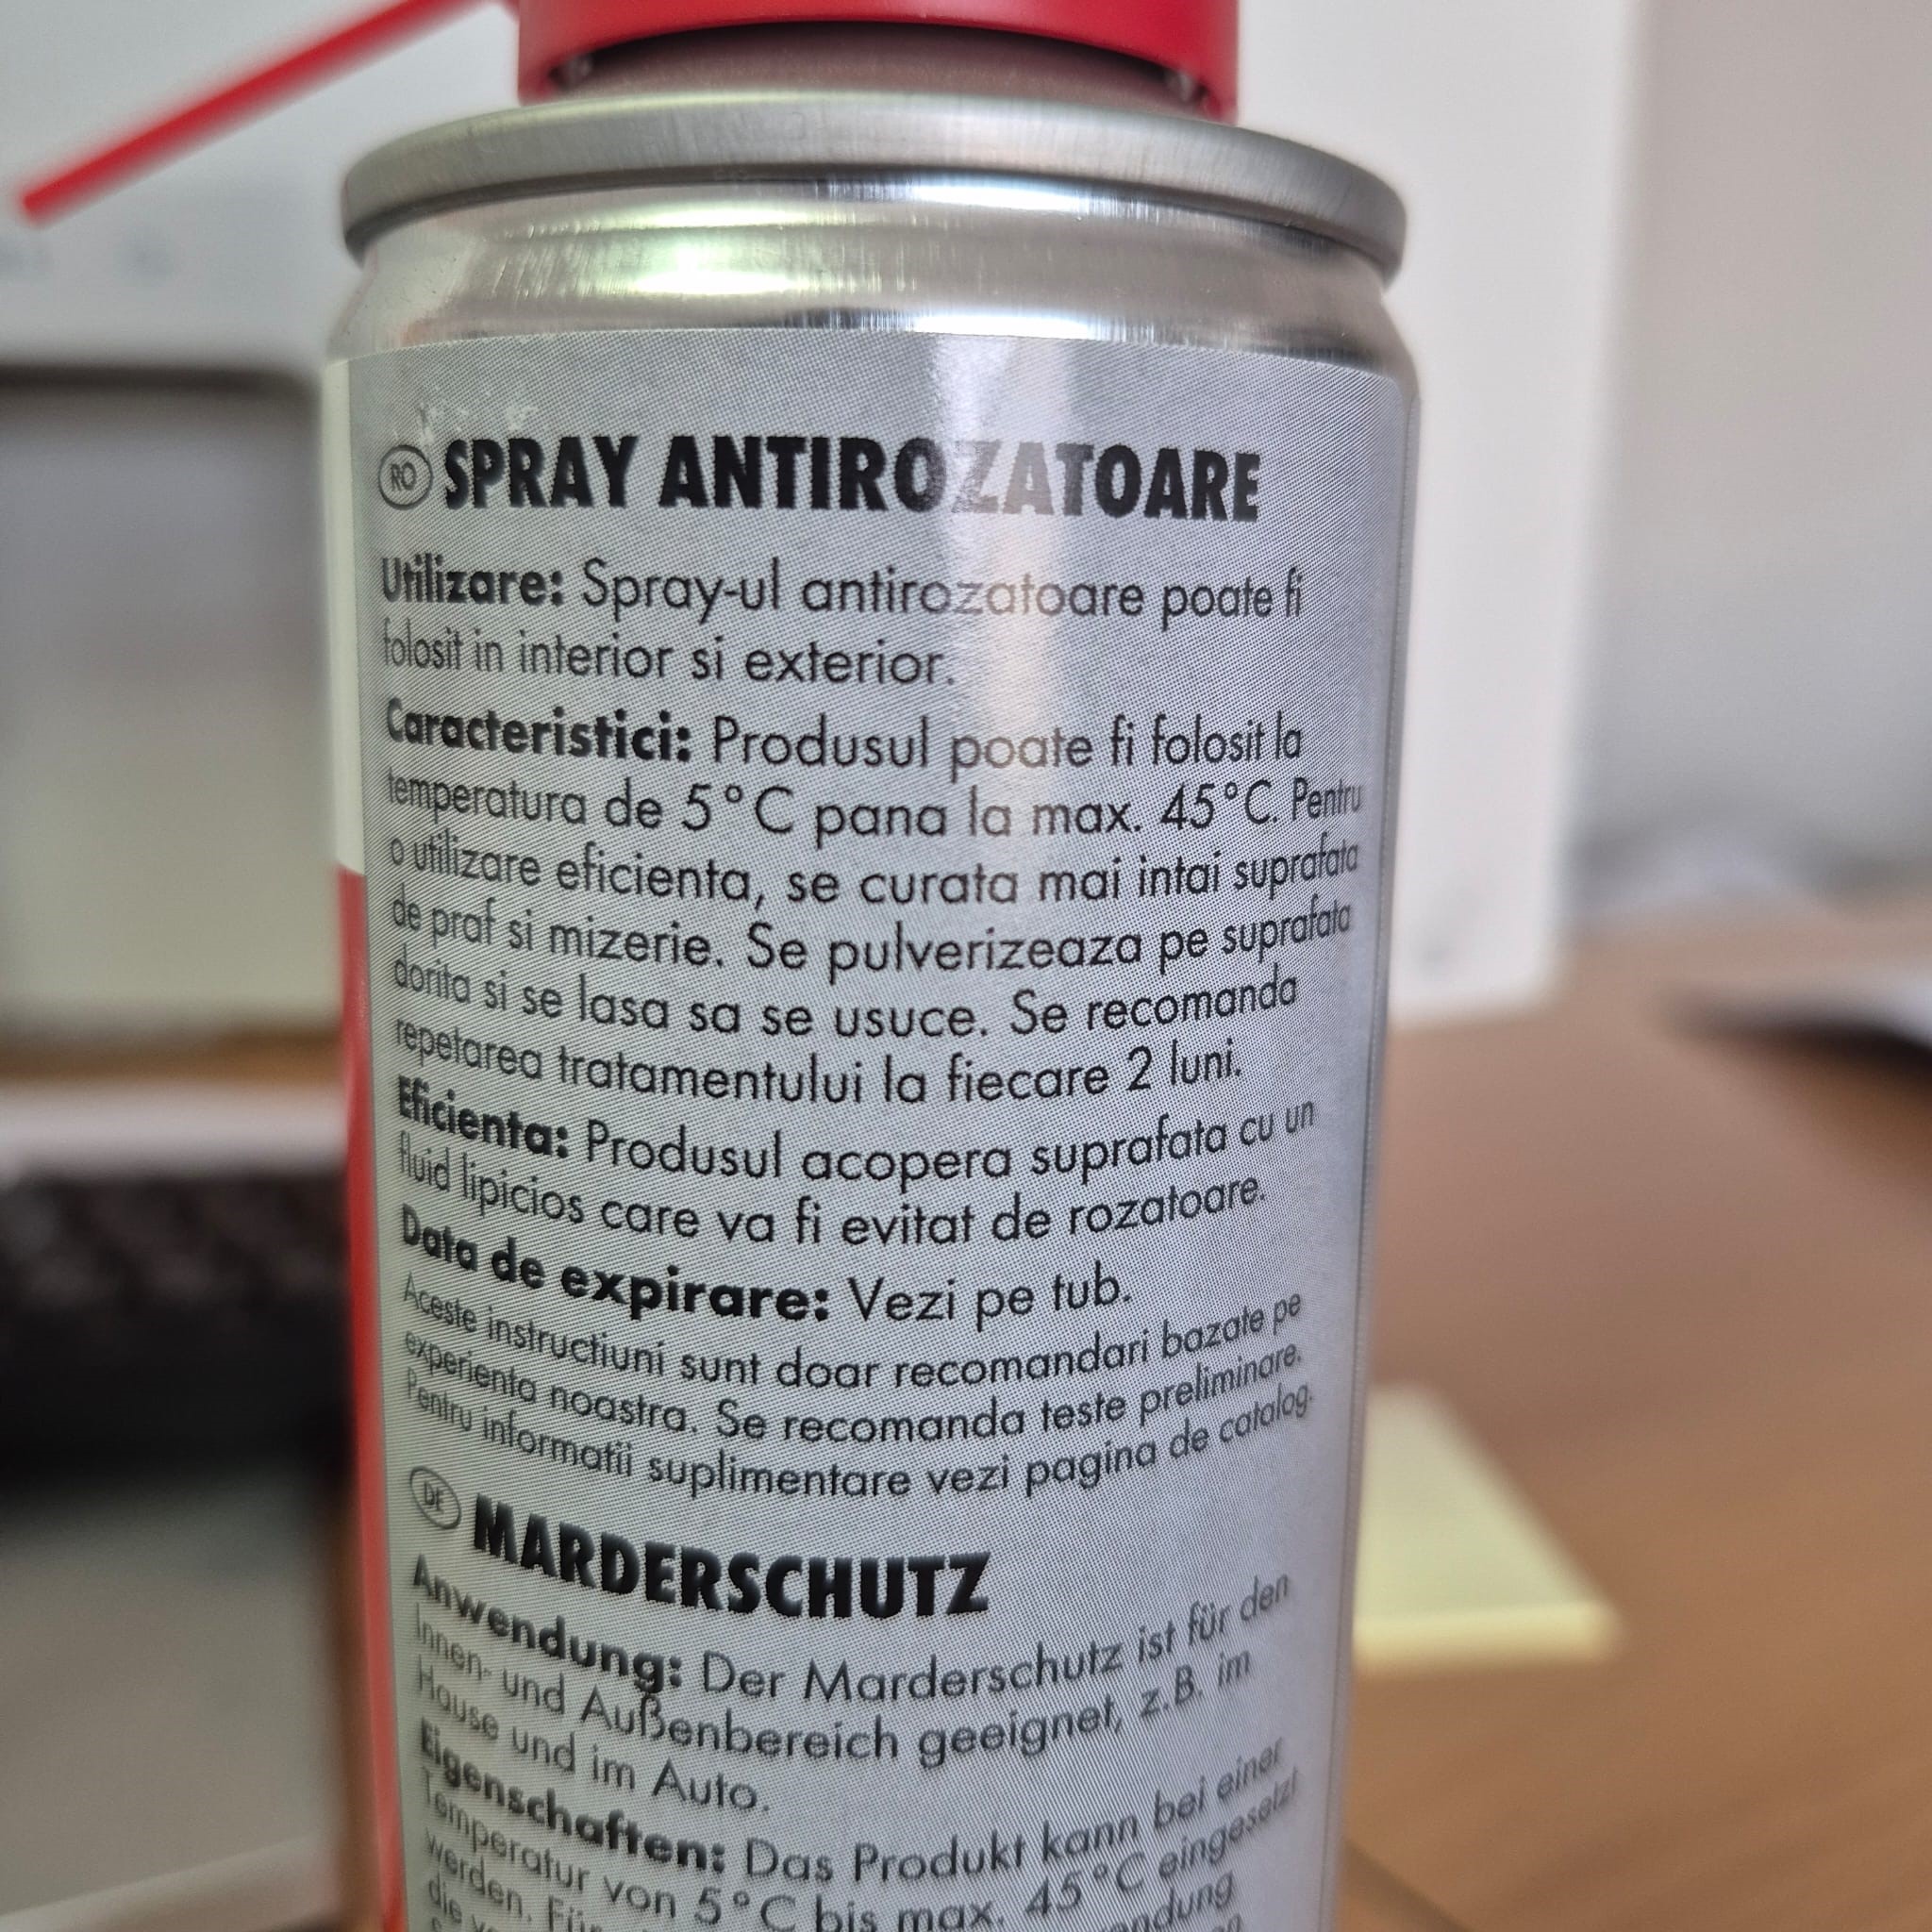 RO SPRAY ANTIROZATOARE
Utilizare: Spray-ul antirozatoare poate fi
folosit in interior si exterior.
Caracteristici: Produsul poate fi folosit la
temperatura de 5°C pana la max. 45°C. Pentru
o utilizare eficienta, se curata mai intai suprafata
de praf si mizerie. Se pulverizeaza pe suprafata
dorita si se lasa sa se usuce. Se recomanda
repetarea tratamentului la fiecare 2 luni.
Eficienta: Produsul acopera suprafata cu un
fluid lipicios care va fi evitat de rozatoare.
Data de expirare: Vezi pe tub.
Aceste instructiuni sunt doar recomandari bazate pe
experienta noastra. Se recomanda teste preliminare.
Pentru informatii suplimentare vezi pagina de catalog.
DE MARDERSCHUTZ
Anwendung: Der Marderschutz ist für den
Innen- und Außenbereich geeignet, z.B. im
Hause und im Auto.
Eigenschaften: Das Produkt kann bei einer
Temperatur von 5°C bis max. 45°C eingesetzt
werden. Für
die